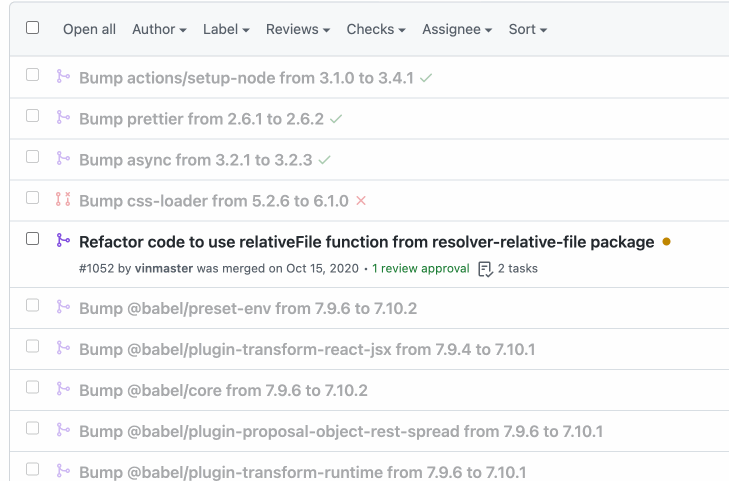 Open all Author Label Reviews Checks Assignee Sort
Bump actions/setup-node from 3.1.0 to 3.4.1
Bump prettier from 2.6.1 to 2.6.2
Bump async from 3.2.1 to 3.2.3
Bump css-loader from 5.2.6 to 6.1.0
Refactor code to use relativeFile function from resolver-relative-file package
#1052 by vinmaster was merged on Oct 15, 2020 • 1 review approval 2 tasks
Bump @babel/preset-env from 7.9.6 to 7.10.2
Bump @babel/plugin-transform-react-jsx from 7.9.4 to 7.10.1
Bump @babel/core from 7.9.6 to 7.10.2
Bump @babel/plugin-proposal-object-rest-spread from 7.9.6 to 7.10.1
Bump @babel/plugin-transform-runtime from 7.9.6 to 7.10.1